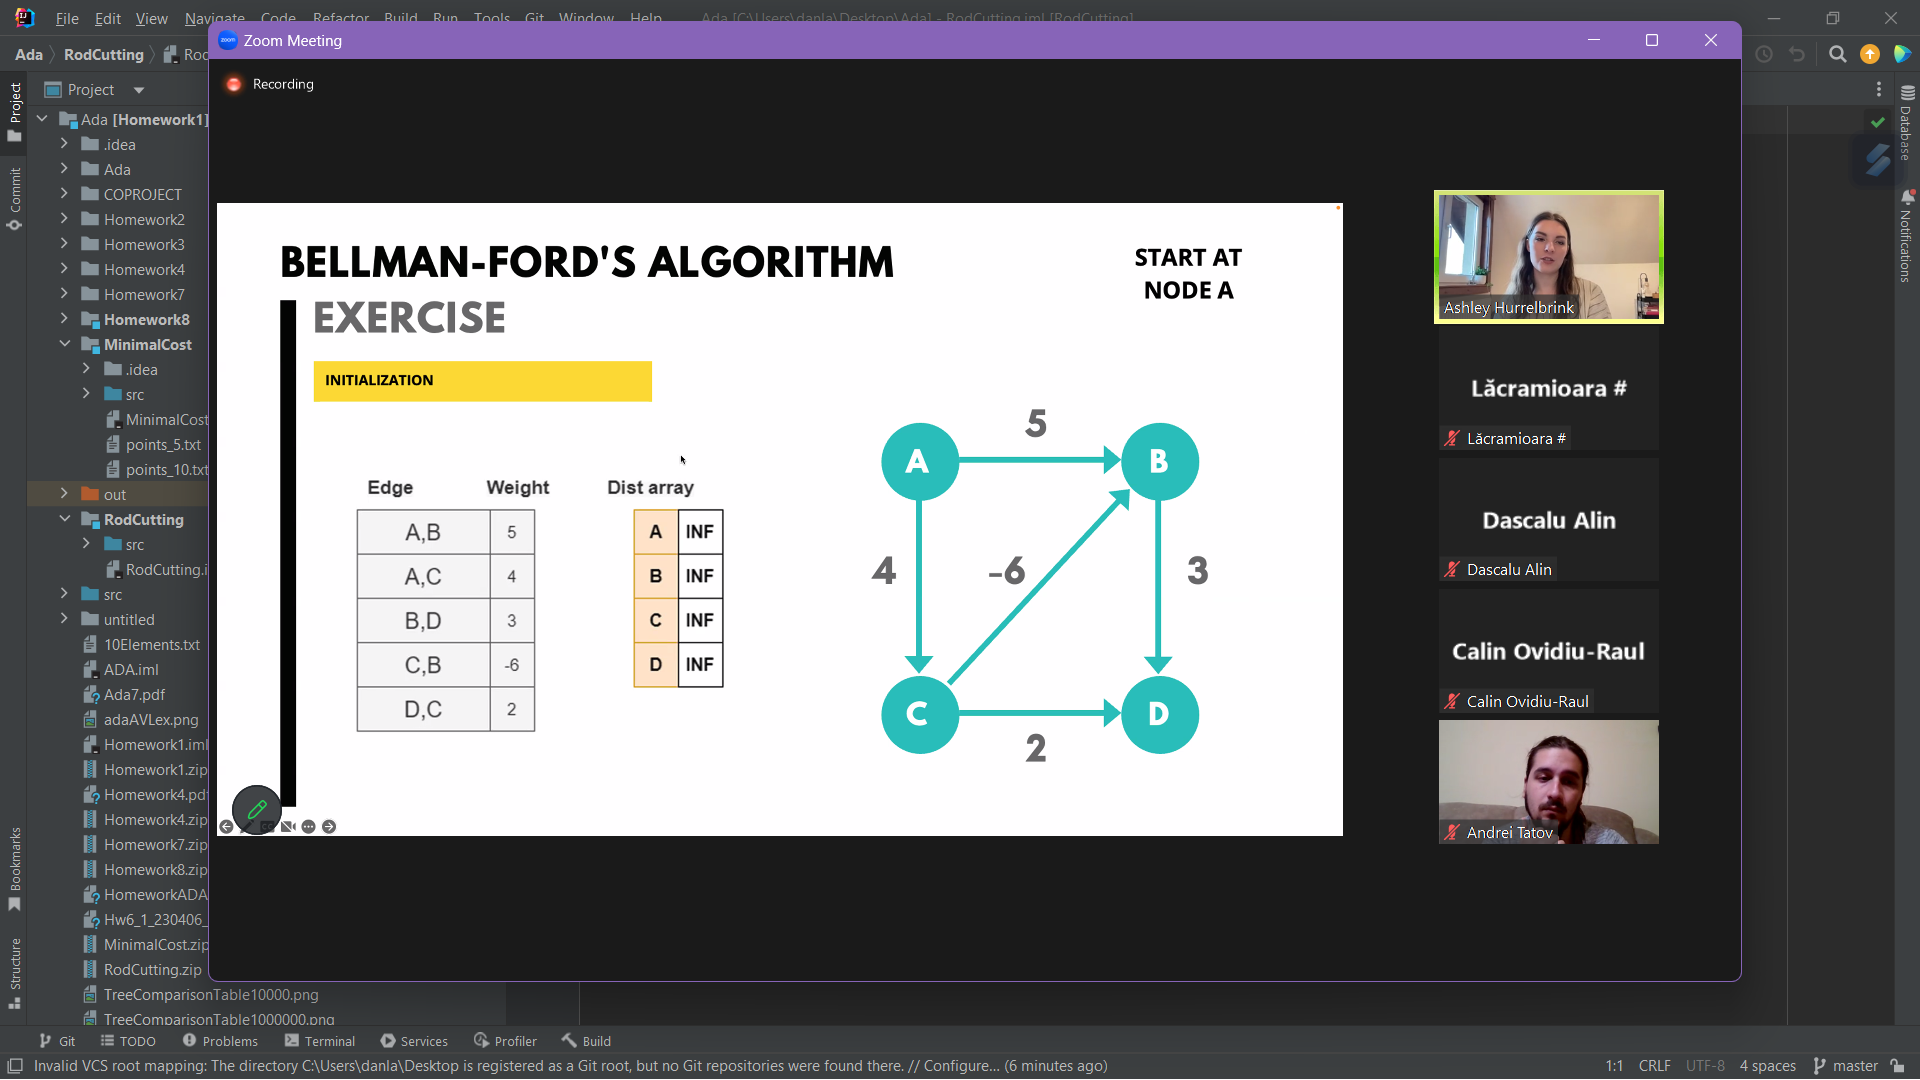 File Edit View Navigate Code Refactor Build Run Tools Git Window Help Ada [C:\Users\danla\Desktop\Ada] - RodCutting.iml [RodCutting]
Zoom Meeting
Ada RodCutting
Recording
Project
Project
Commit
Bookmarks
Structure
Ada [Homework1]
.idea
Ada
COPROJECT
Homework2
Homework3
Homework4
Homework7
Homework8
MinimalCost
.idea
src
MinimalCost
points_5.txt
points_10.txt
out
RodCutting
src
RodCutting.i
src
untitled
10Elements.txt
ADA.iml
Ada7.pdf
adaAVLex.png
Homework1.iml
Homework1.zip
Homework4.pdf
Homework4.zip
Homework7.zip
Homework8.zip
HomeworkADA
Hw6_1_230406_
MinimalCost.zip
RodCutting.zip
TreeComparisonTable10000.png
TreeComparisonTable1000000.png
BELLMAN-FORD'S ALGORITHM
EXERCISE
START AT
NODE A
INITIALIZATION
Edge Weight Dist array
A,B 5
A,C 4
B,D 3
C,B -6
D,C 2
A INF
B INF
C INF
D INF
A 5 B
4 -6 3
C 2 D
Ashley Hurrelbrink
Lăcramioara #
Lăcramioara #
Dascalu Alin
Dascalu Alin
Calin Ovidiu-Raul
Calin Ovidiu-Raul
Andrei Tatov
Database
Notifications
Git TODO Problems Terminal Services Profiler Build
Invalid VCS root mapping: The directory C:\Users\danla\Desktop is registered as a Git root, but no Git repositories were found there. // Configure... (6 minutes ago)
1:1 CRLF UTF-8 4 spaces master